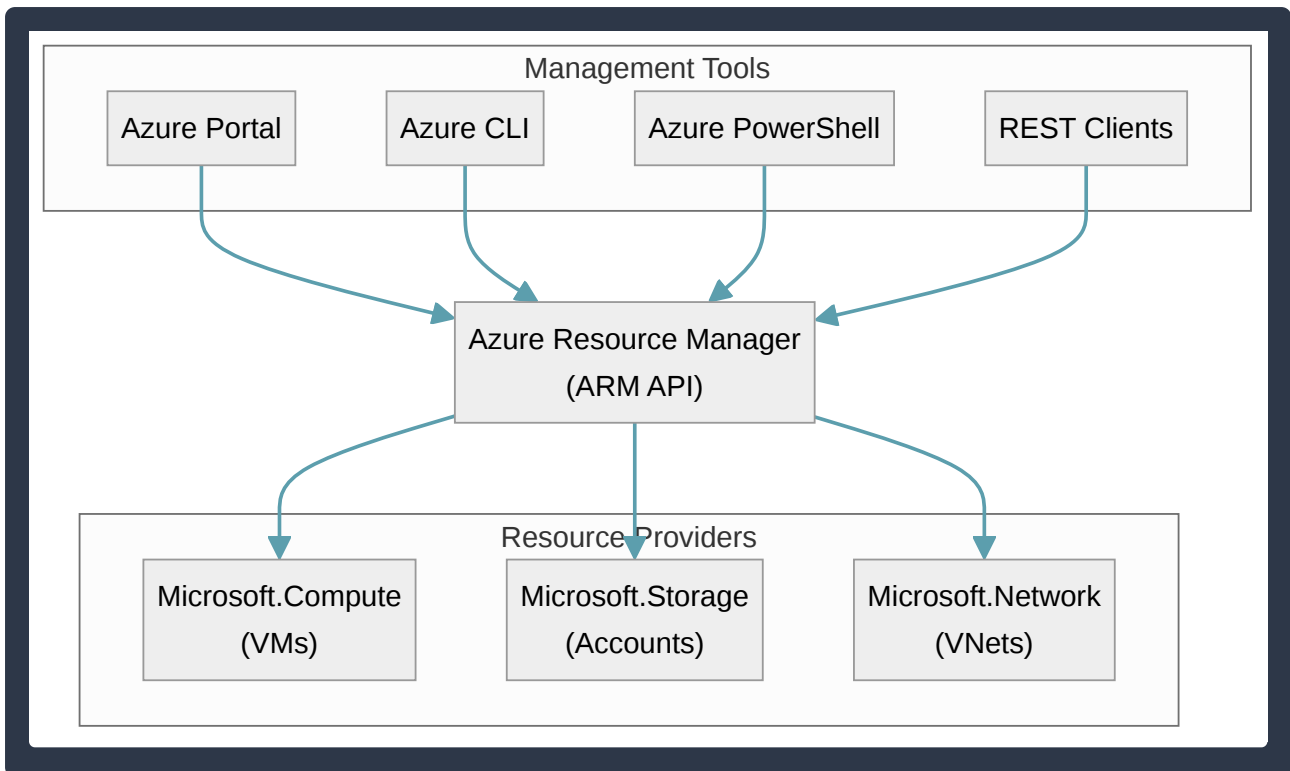 Management Tools
Azure Portal
Azure CLI
Azure PowerShell
REST Clients
Azure Resource Manager
(ARM API)
Resource Providers
Microsoft.Compute
(VMs)
Microsoft.Storage
(Accounts)
Microsoft.Network
(VNets)